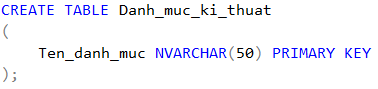 CREATE TABLE Danh_muc_ki_thuat
(
    Ten_danh_muc NVARCHAR(50) PRIMARY KEY
);